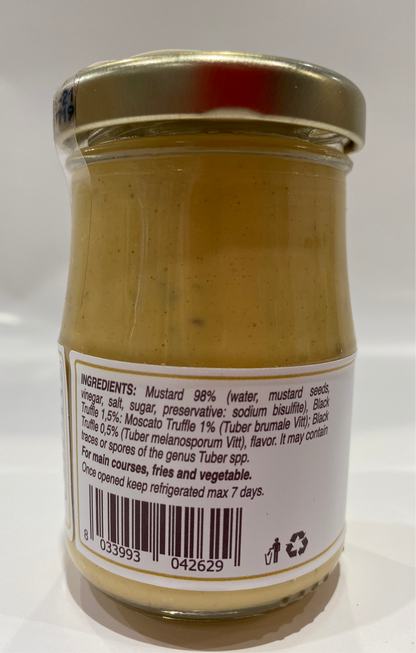 INGREDIENTS: Mustard 98% (water, mustard seeds,
vinegar, salt, sugar, preservative: sodium bisulfite), Black
Truffle 1,5%: Moscato Truffle 1% (Tuber brumale Vitt); Black
Truffle 0,5% (Tuber melanosporum Vitt), flavor. It may contain
traces or spores of the genus Tuber spp.
For main courses, fries and vegetable.
Once opened keep refrigerated max 7 days.
8 033993 042629